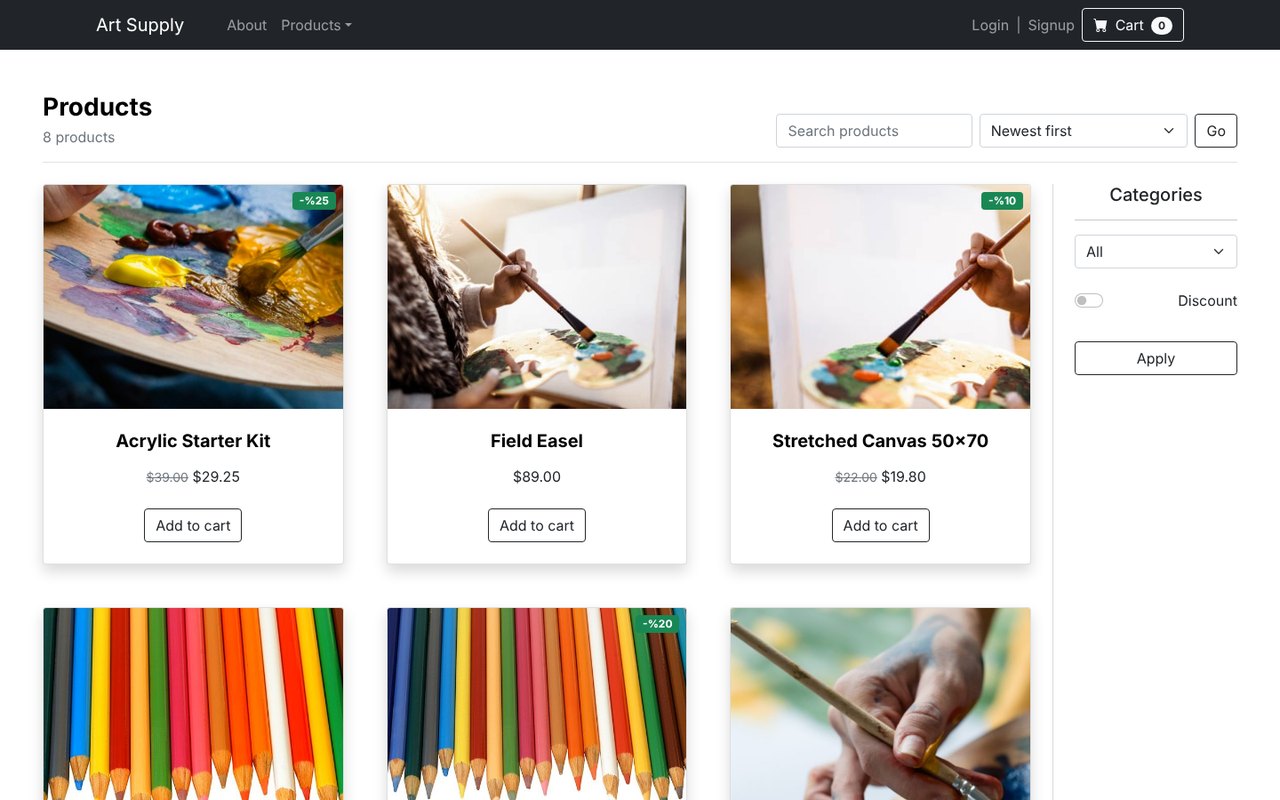 Art Supply About Products Login | Signup Cart 0
Products
8 products
Search products Newest first Go
-%25
-%10
Categories
All
Discount
Apply
Acrylic Starter Kit
$39.00 $29.25
Add to cart
Field Easel
$89.00
Add to cart
Stretched Canvas 50×70
$22.00 $19.80
Add to cart
-%20